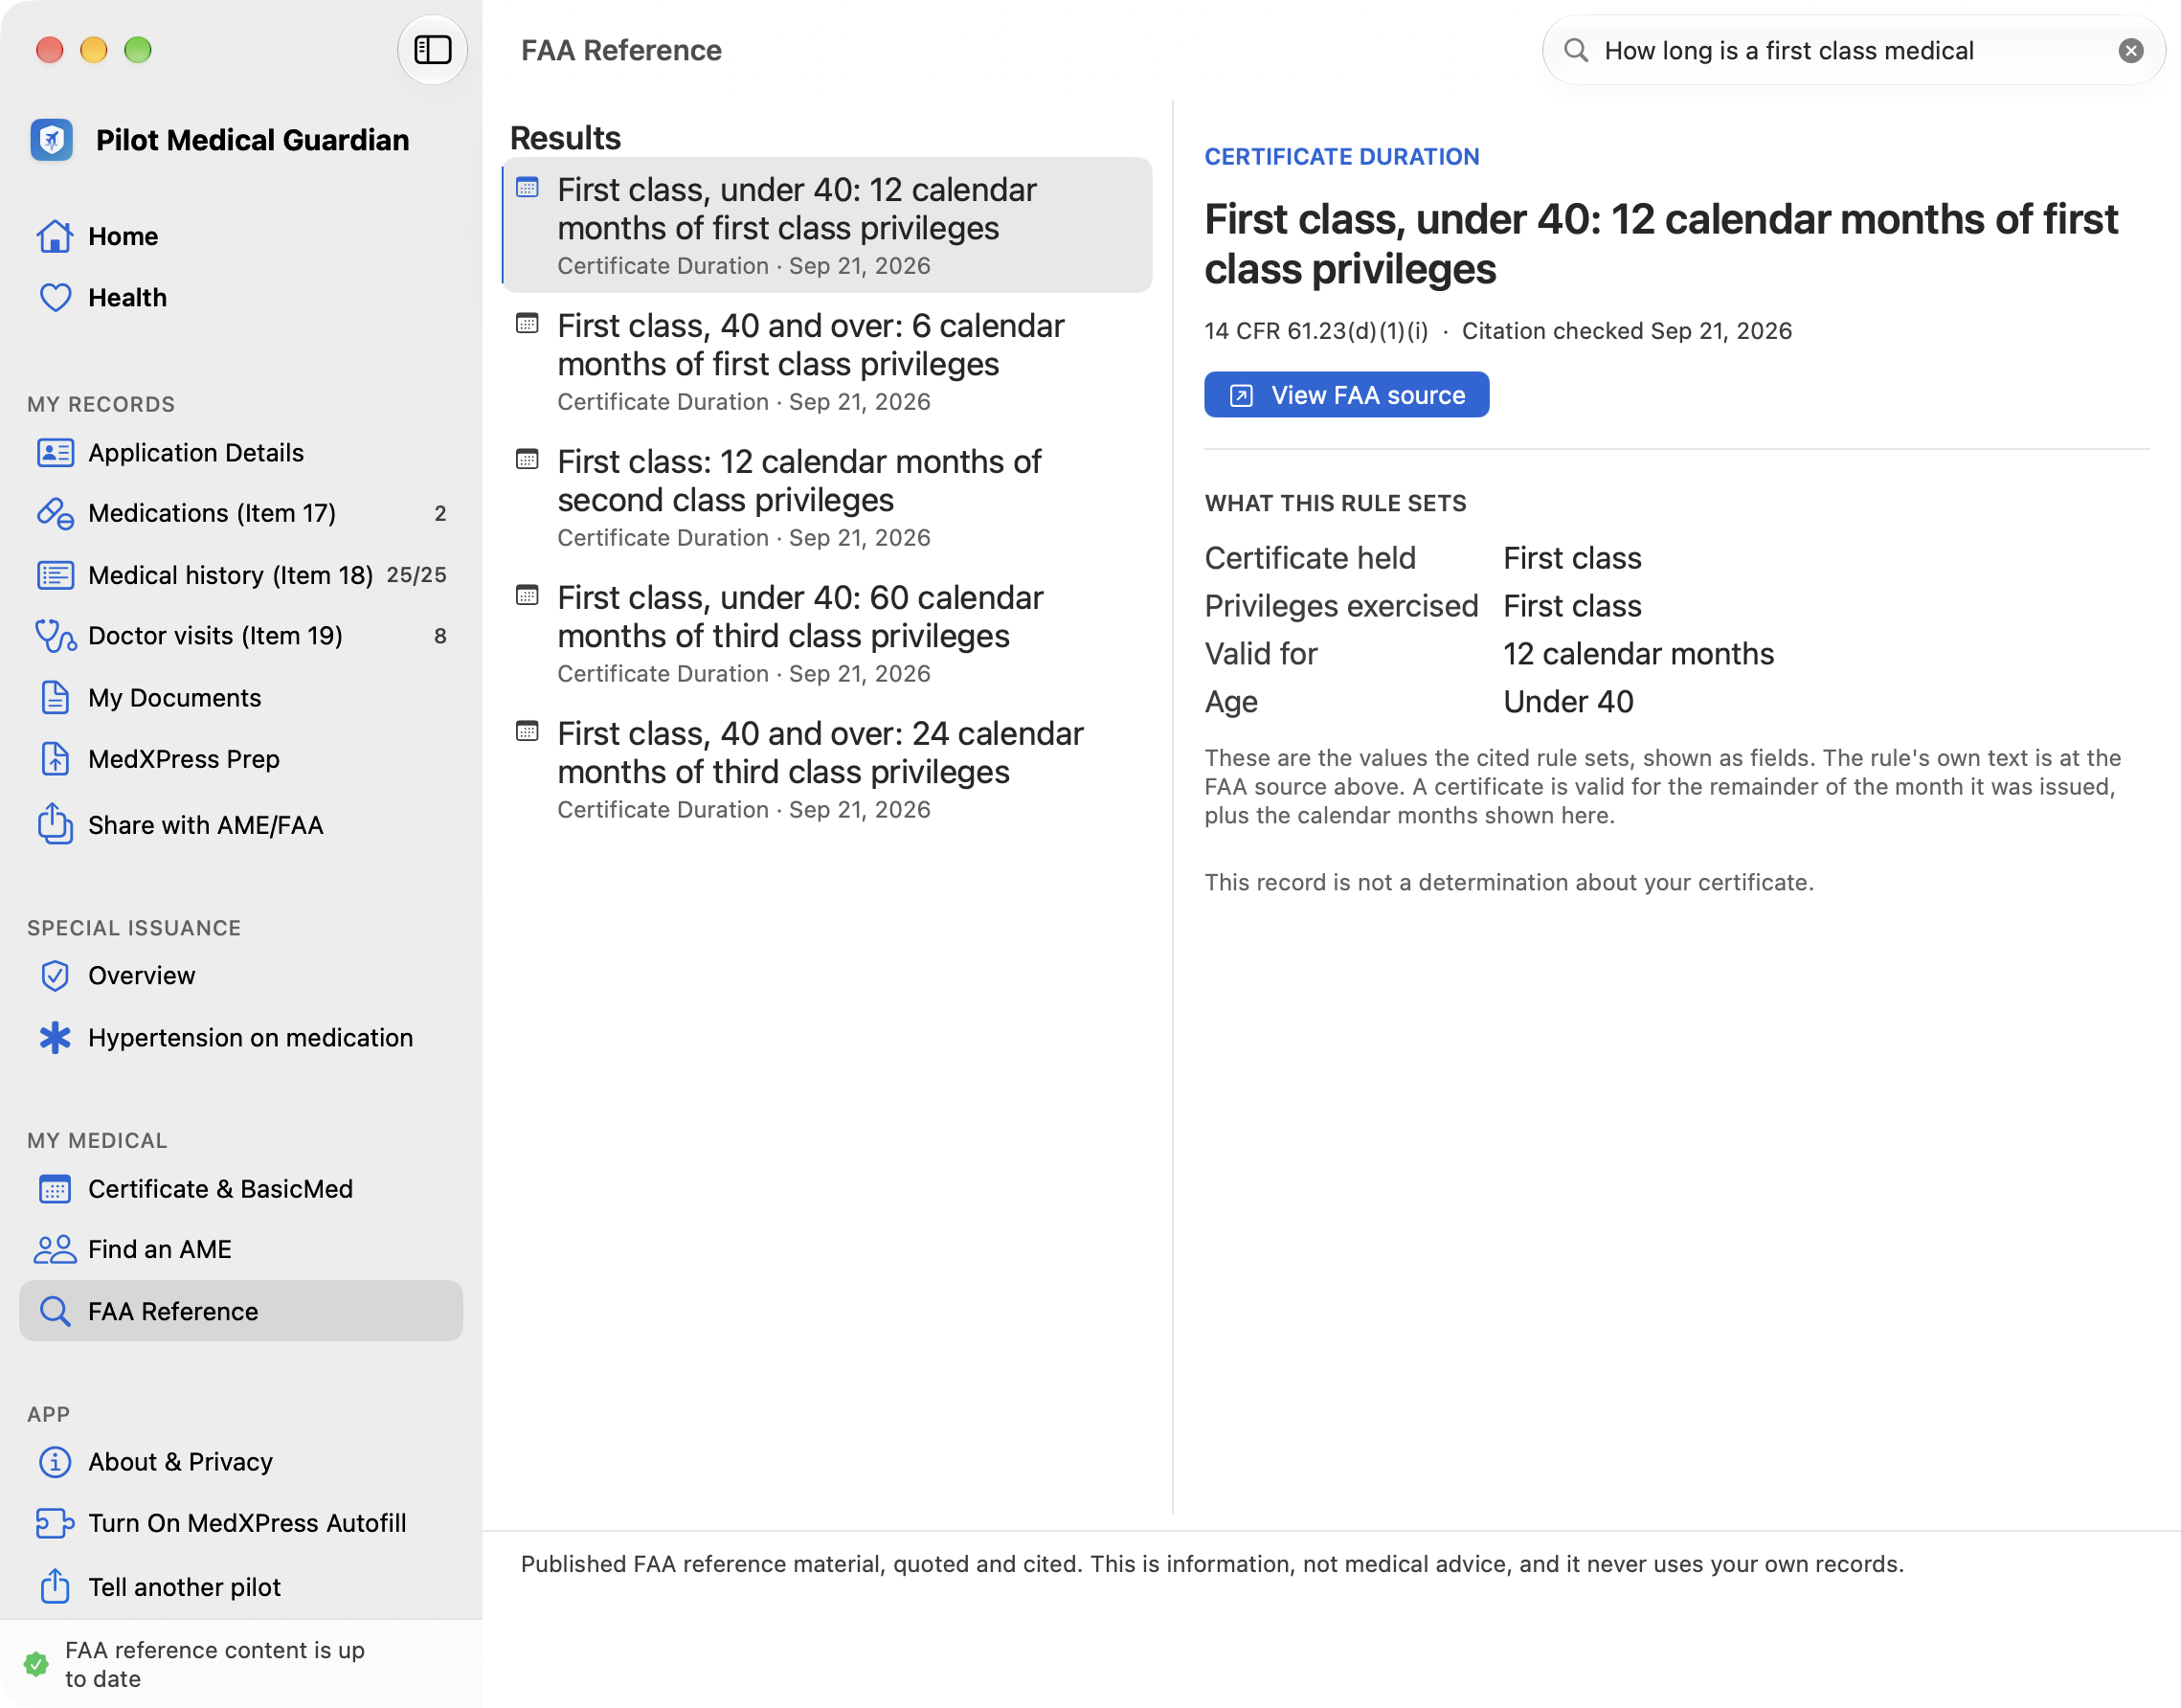 FAA Reference
How long is a first class medical
Pilot Medical Guardian
Home
Health
MY RECORDS
Application Details
Medications (Item 17) 2
Medical history (Item 18) 25/25
Doctor visits (Item 19) 8
My Documents
MedXPress Prep
Share with AME/FAA
SPECIAL ISSUANCE
Overview
Hypertension on medication
MY MEDICAL
Certificate & BasicMed
Find an AME
FAA Reference
APP
About & Privacy
Turn On MedXPress Autofill
Tell another pilot
FAA reference content is up
to date
Results
First class, under 40: 12 calendar
months of first class privileges
Certificate Duration · Sep 21, 2026
First class, 40 and over: 6 calendar
months of first class privileges
Certificate Duration · Sep 21, 2026
First class: 12 calendar months of
second class privileges
Certificate Duration · Sep 21, 2026
First class, under 40: 60 calendar
months of third class privileges
Certificate Duration · Sep 21, 2026
First class, 40 and over: 24 calendar
months of third class privileges
Certificate Duration · Sep 21, 2026
CERTIFICATE DURATION
First class, under 40: 12 calendar months of first
class privileges
14 CFR 61.23(d)(1)(i) · Citation checked Sep 21, 2026
View FAA source
WHAT THIS RULE SETS
Certificate held First class
Privileges exercised First class
Valid for 12 calendar months
Age Under 40
These are the values the cited rule sets, shown as fields. The rule's own text is at the
FAA source above. A certificate is valid for the remainder of the month it was issued,
plus the calendar months shown here.
This record is not a determination about your certificate.
Published FAA reference material, quoted and cited. This is information, not medical advice, and it never uses your own records.